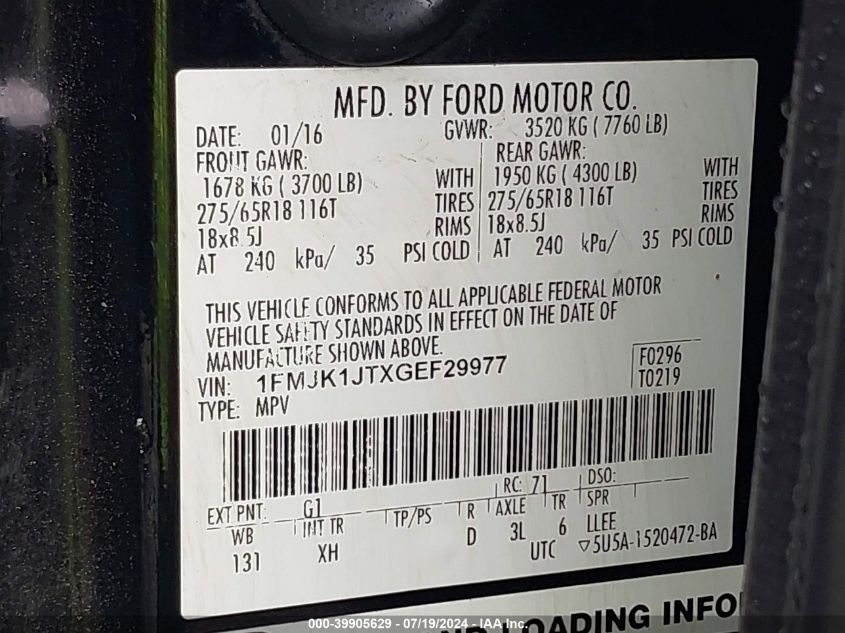 MFD. BY FORD MOTOR CO.
DATE: 01/16 GVWR: 3520 KG ( 7760 LB)
FRONT GAWR: REAR GAWR:
1678 KG ( 3700 LB) WITH 1950 KG ( 4300 LB) WITH
275/65R18 116T TIRES 275/65R18 116T TIRES
18x8.5J RIMS 18x8.5J RIMS
AT 240 kPa/ 35 PSI COLD AT 240 kPa/ 35 PSI COLD
THIS VEHICLE CONFORMS TO ALL APPLICABLE FEDERAL MOTOR
VEHICLE SAFETY STANDARDS IN EFFECT ON THE DATE OF
MANUFACTURE SHOWN ABOVE.
VIN: 1FMJK1JTXGEF29977 F0296
TYPE: MPV T0219
EXT PNT: G1 RC: 71 DSO:
WB INT TR TP/PS R AXLE TR SPR
131 XH D 3L 6 LLEE
UTC ▽5U5A-1520472-BA
LOADING INFO
000-39905629 - 07/19/2024 - IAA Inc.